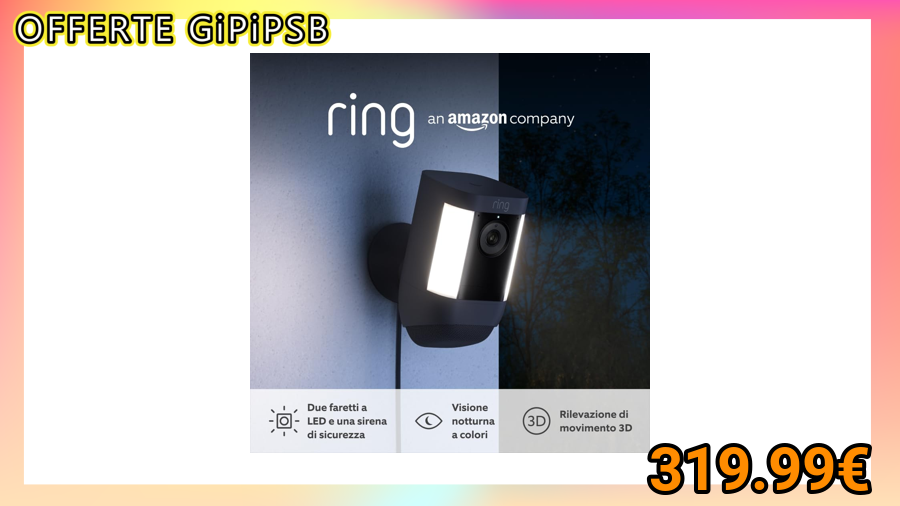 OFFERTE GiPiPSB
ring an amazon company
ring
Due faretti a
LED e una sirena
di sicurezza
Visione
notturna
a colori
3D
Rilevazione di
movimento 3D
319.99€